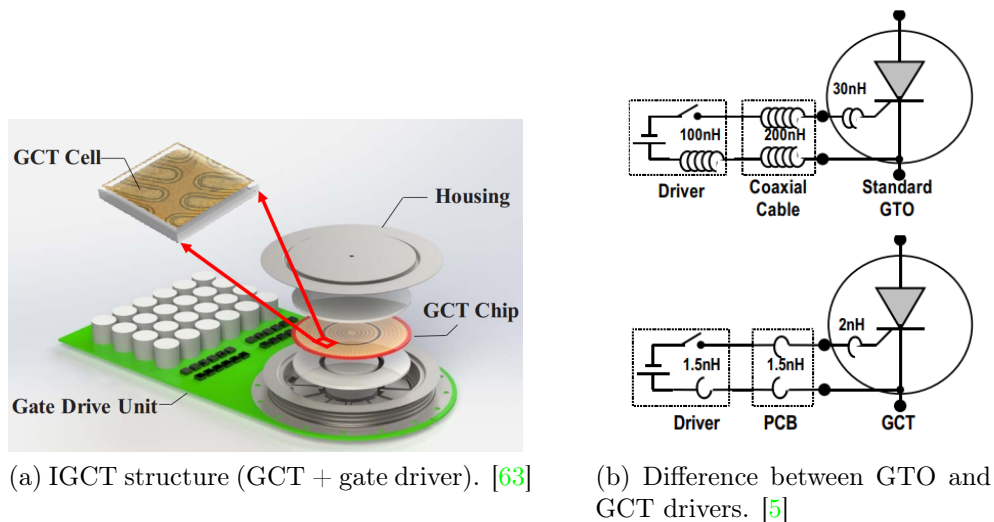 GCT Cell
Housing
GCT Chip
Gate Drive Unit
(a) IGCT structure (GCT + gate driver). [63]
30nH
100nH
200nH
Driver
Coaxial
Cable
Standard
GTO
2nH
1.5nH
1.5nH
Driver
PCB
GCT
(b) Difference between GTO and
GCT drivers. [5]